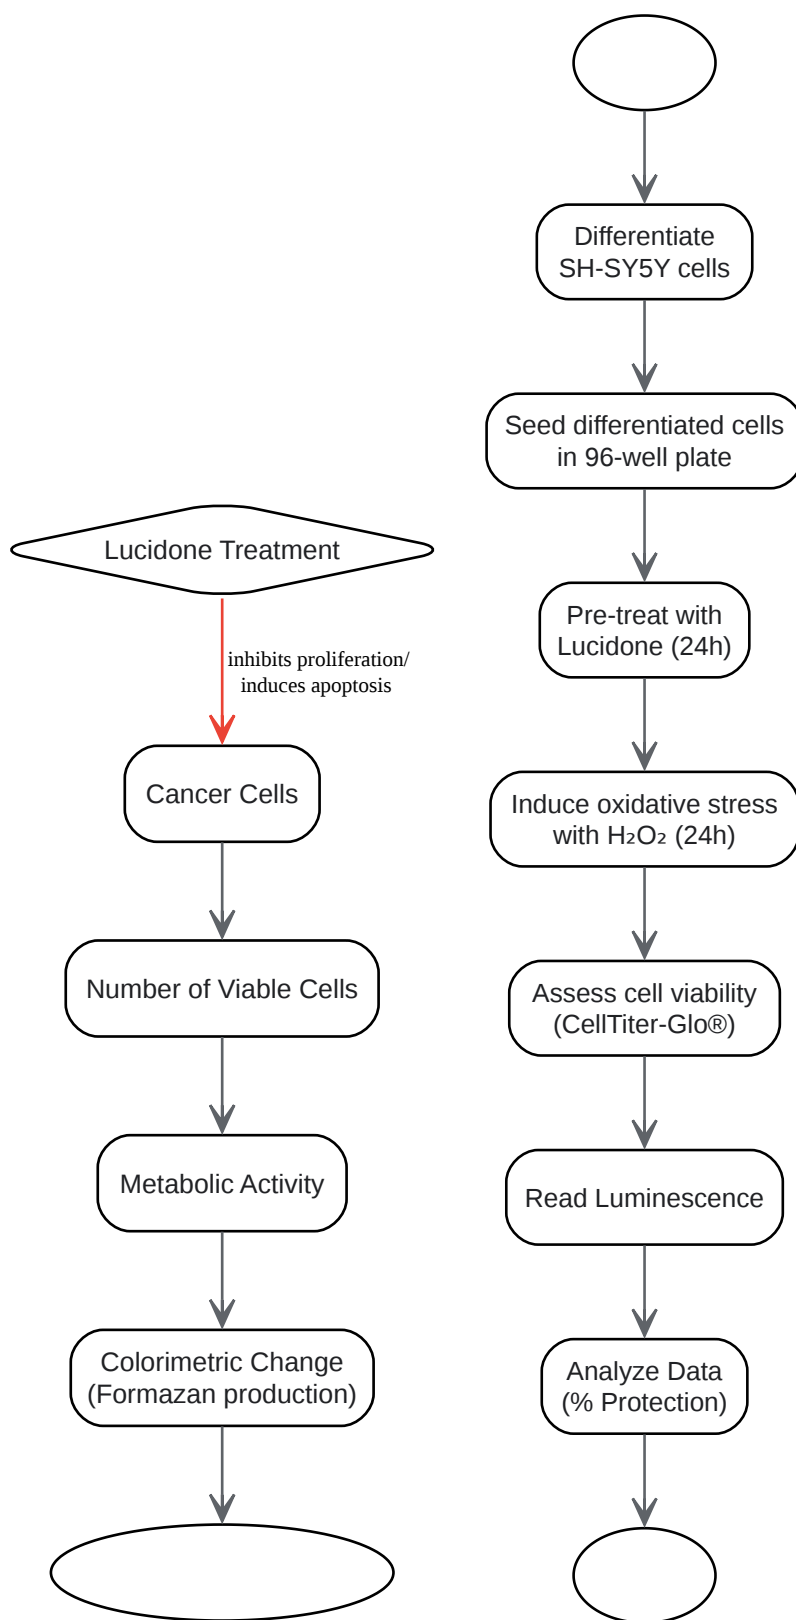 Lucidone Treatment
inhibits proliferation/
induces apoptosis
Cancer Cells
Number of Viable Cells
Metabolic Activity
Colorimetric Change
(Formazan production)
Differentiate
SH-SY5Y cells
Seed differentiated cells
in 96-well plate
Pre-treat with
Lucidone (24h)
Induce oxidative stress
with H₂O₂ (24h)
Assess cell viability
(CellTiter-Glo®)
Read Luminescence
Analyze Data
(% Protection)